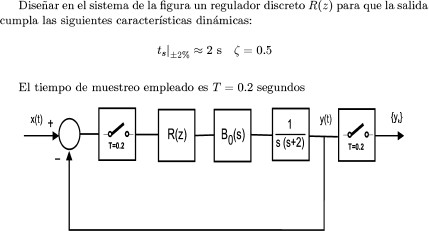 Diseñar en el sistema de la figura un regulador discreto R(z) para que la salida
cumpla las siguientes características dinámicas:
t_s|_{±2%} ≈ 2 s   ζ = 0.5
El tiempo de muestreo empleado es T = 0.2 segundos
x(t) + T=0.2 R(z) B_0(s) 1/s (s+2) y(t) T=0.2 {y_k}
−